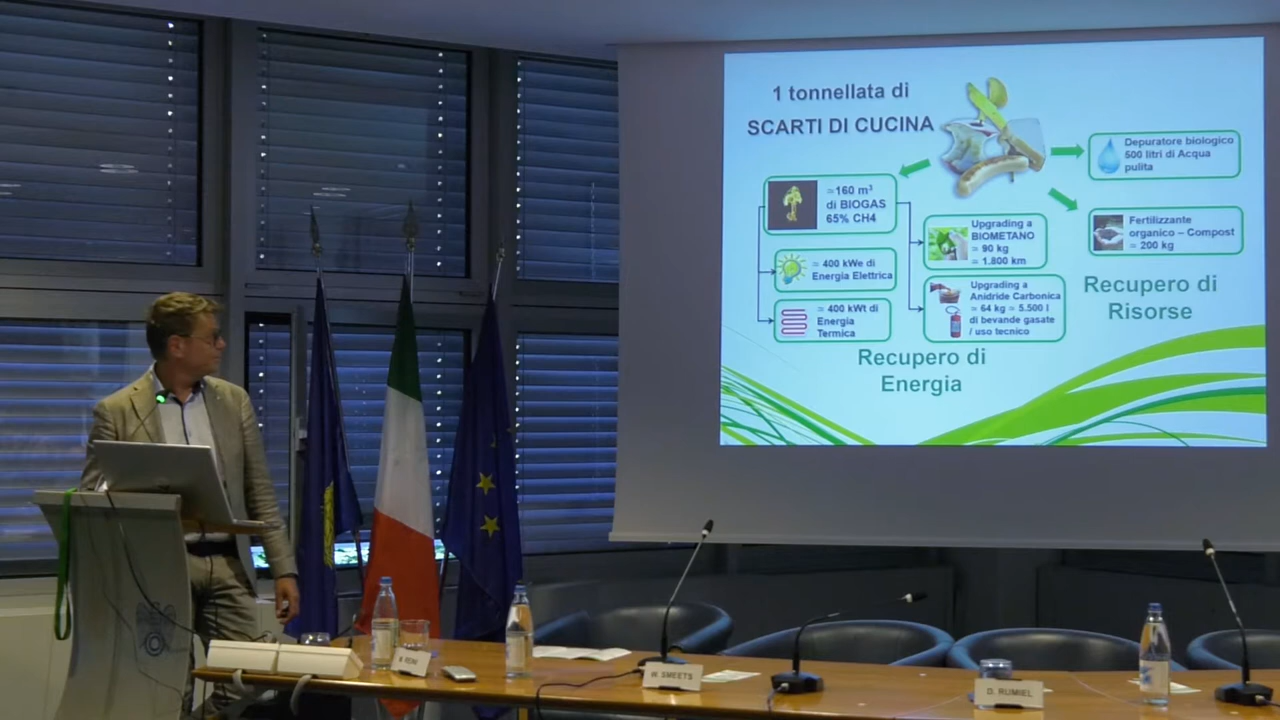 1 tonnellata di
SCARTI DI CUCINA
Depuratore biologico
500 litri di Acqua
pulita
≈160 m³
di BIOGAS
65% CH4
Upgrading a
BIOMETANO
≈ 90 kg
≈ 1.800 km
Fertilizzante
organico – Compost
≈ 200 kg
≈ 400 kWe di
Energia Elettrica
Upgrading a
Anidride Carbonica
≈ 64 kg ≈ 5.500 l
di bevande gasate
/ uso tecnico
≈ 400 kWt di
Energia
Termica
Recupero di
Risorse
Recupero di
Energia
W. SMEETS
D. RUMIEL